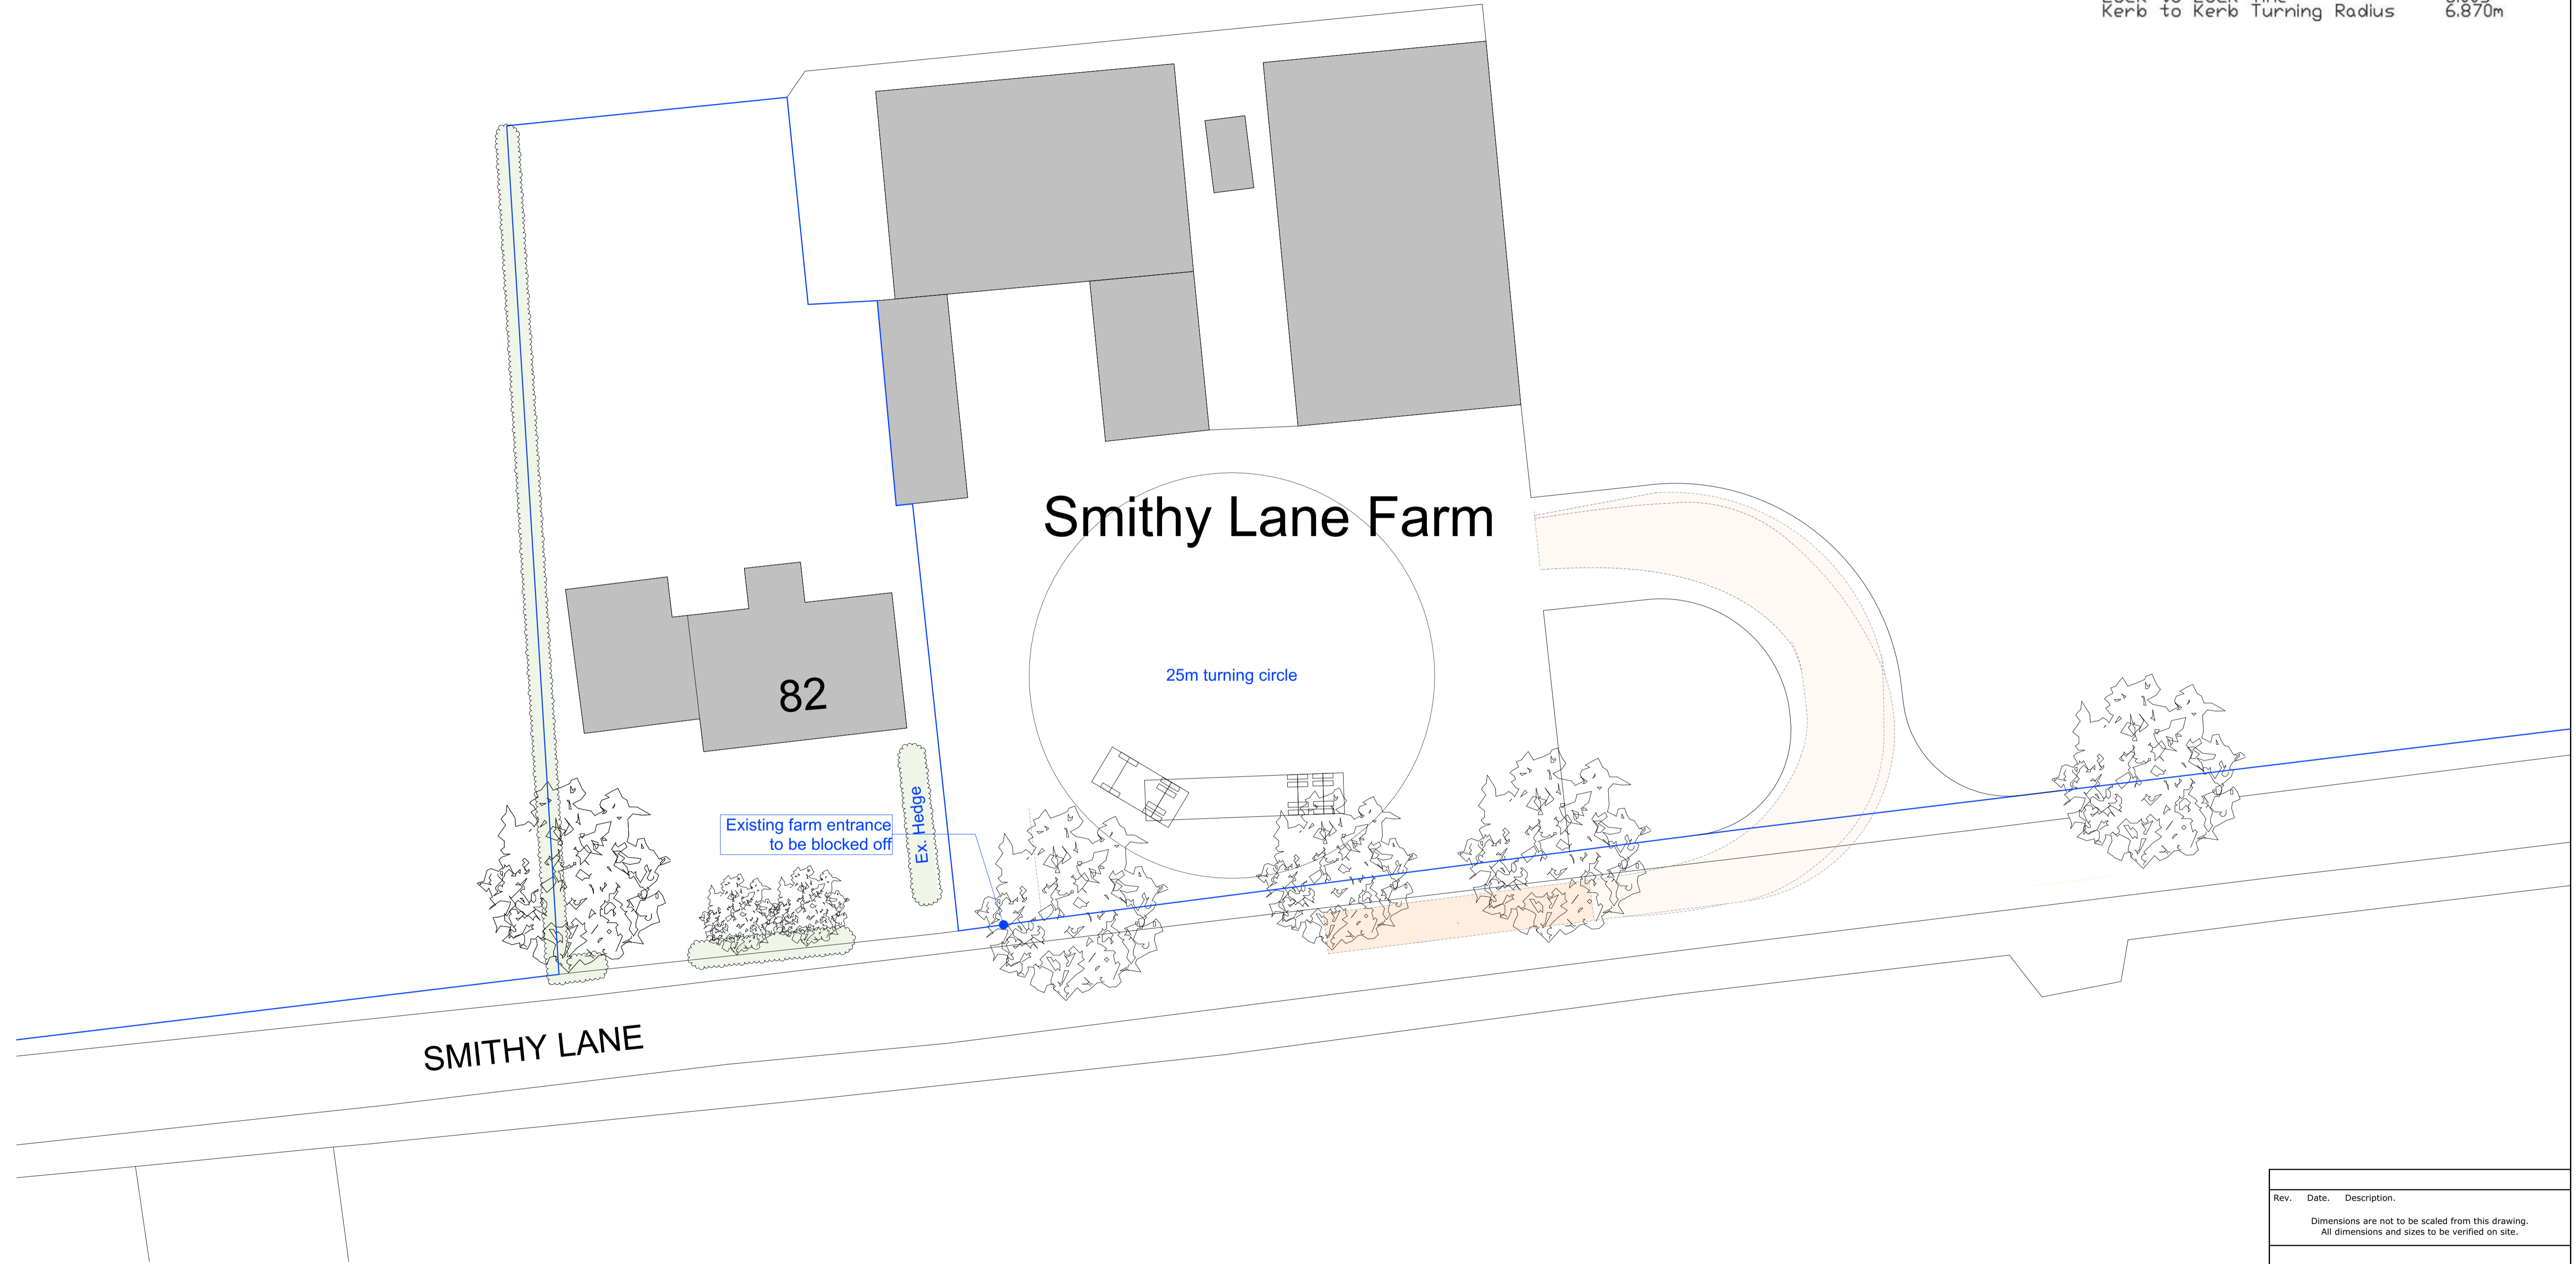 Kerb to Kerb Turning Radius 6.870m
Smithy Lane Farm
25m turning circle
82
Ex. Hedge
Existing farm entrance
to be blocked off
SMITHY LANE
Rev. Date. Description.
Dimensions are not to be scaled from this drawing.
All dimensions and sizes to be verified on site.